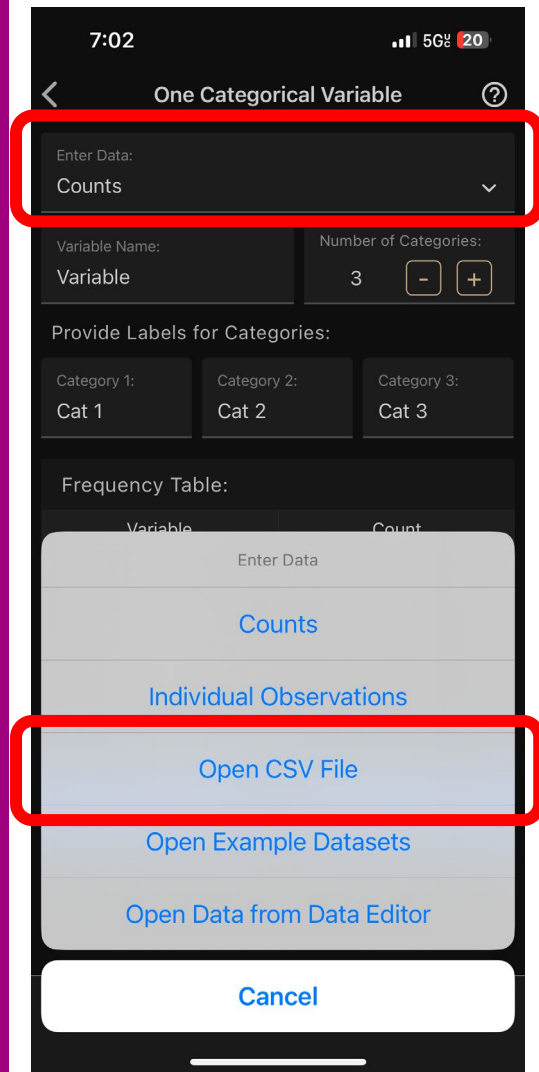 7:02 5G 20
One Categorical Variable ?
Enter Data:
Counts
Variable Name: Number of Categories:
Variable 3 - +
Provide Labels for Categories:
Category 1: Category 2: Category 3:
Cat 1 Cat 2 Cat 3
Frequency Table:
Variable Count
Enter Data
Counts
Individual Observations
Open CSV File
Open Example Datasets
Open Data from Data Editor
Cancel